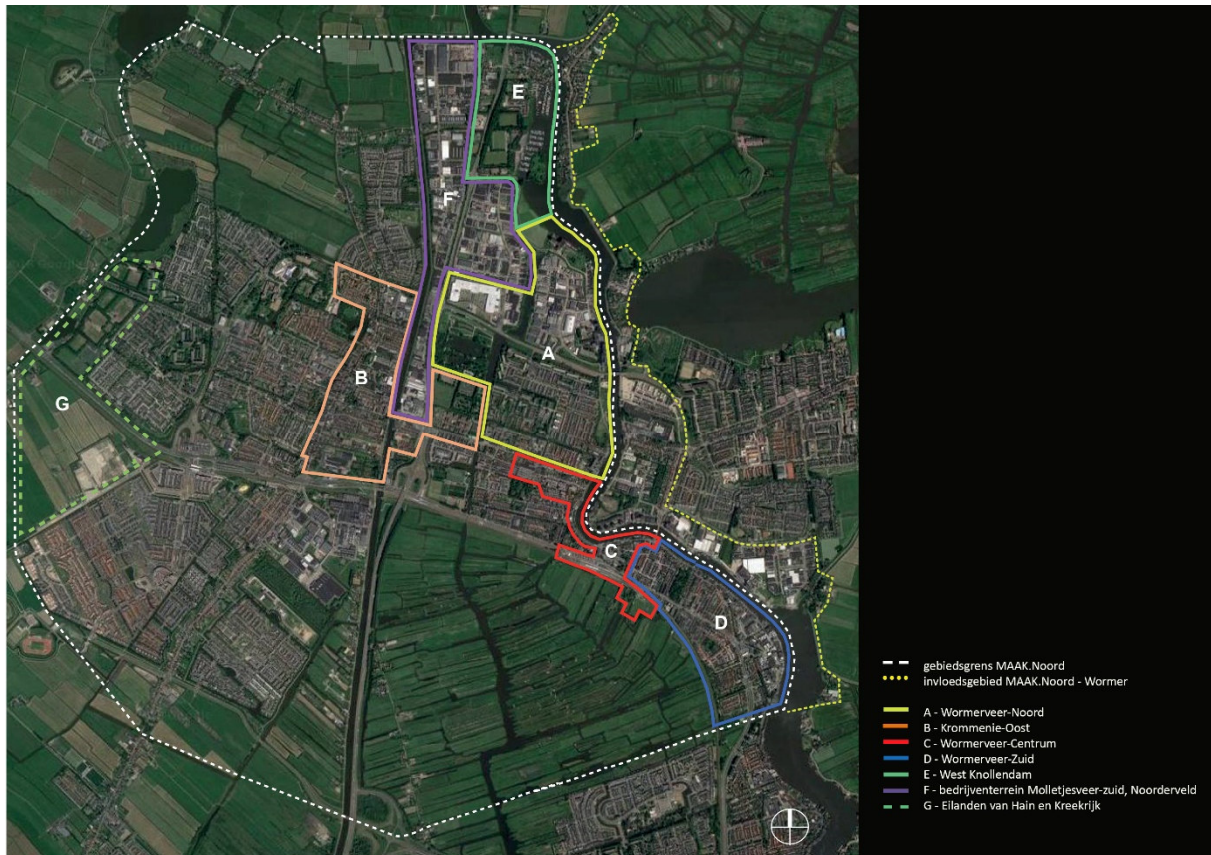 E
F
A
B
G
C
D
gebiedsgrens MAAK.Noord
invloedsgebied MAAK.Noord - Wormer
A - Wormerveer-Noord
B - Krommenie-Oost
C - Wormerveer-Centrum
D - Wormerveer-Zuid
E - West Knollendam
F - bedrijventerrein Molletjesveer-zuid, Noorderveld
G - Eilanden van Hain en Kreekrijk